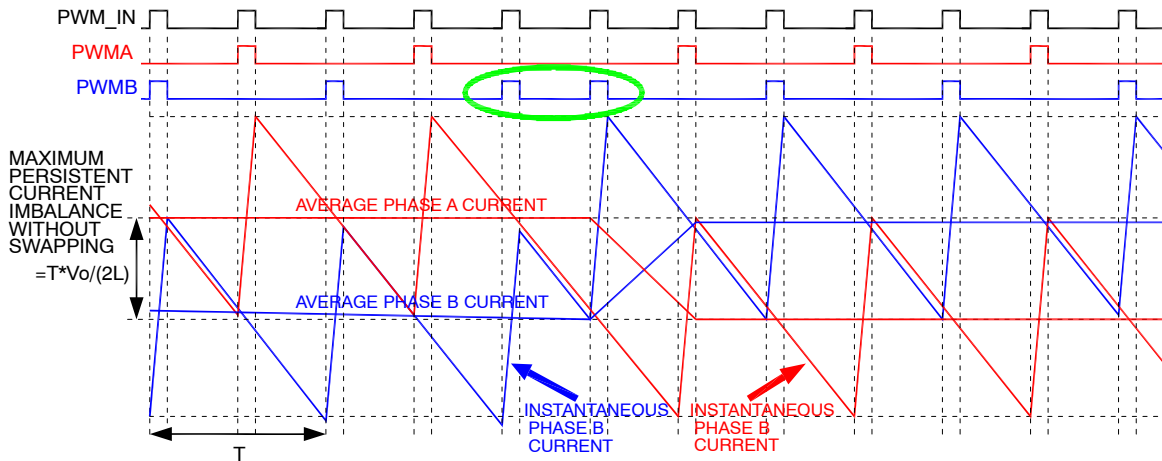 PWM_IN
PWMA
PWMB
MAXIMUM
PERSISTENT
CURRENT
IMBALANCE
WITHOUT
SWAPPING
=T*Vo/(2L)
AVERAGE PHASE A CURRENT
AVERAGE PHASE B CURRENT
INSTANTANEOUS
PHASE B
CURRENT
INSTANTANEOUS
PHASE B
CURRENT
T